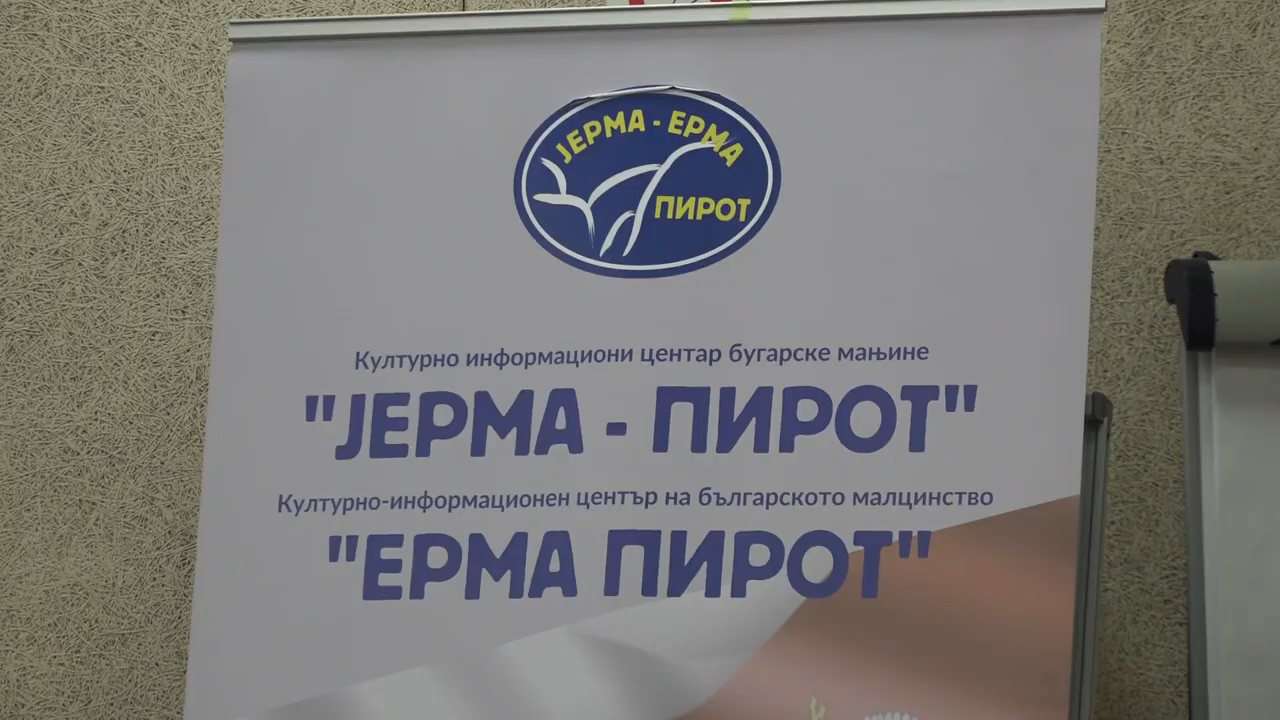 ЈЕРМА - ЕРМА
ПИРОТ
Културно информациони центар бугарске мањине
"ЈЕРМА - ПИРОТ"
Културно-информационен център на българското малцинство
"ЕРМА ПИРОТ"